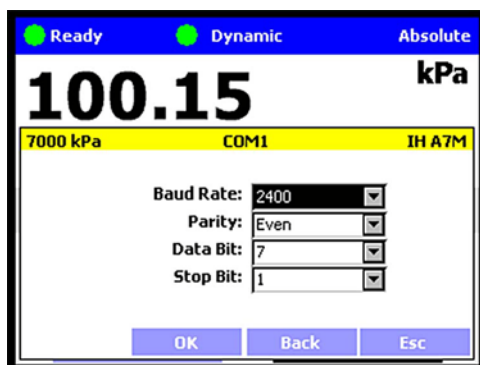 Ready Dynamic Absolute
100.15 kPa
7000 kPa COM1 IH A7M
Baud Rate: 2400
Parity: Even
Data Bit: 7
Stop Bit: 1
OK Back Esc